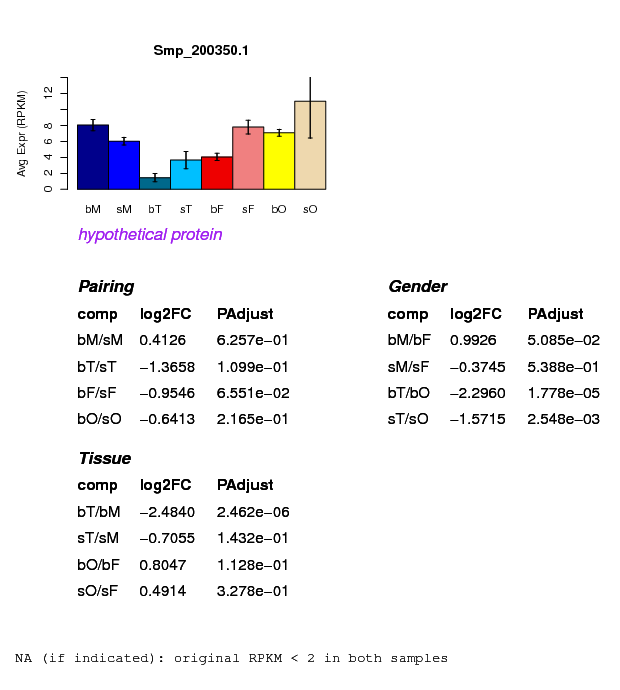 Smp_200350.1
Avg Expr (RPKM)
0 2 4 6 8 12
bM sM bT sT bF sF bO sO
hypothetical protein
Pairing
comp log2FC PAdjust
bM/sM 0.4126 6.257e−01
bT/sT −1.3658 1.099e−01
bF/sF −0.9546 6.551e−02
bO/sO −0.6413 2.165e−01
Gender
comp log2FC PAdjust
bM/bF 0.9926 5.085e−02
sM/sF −0.3745 5.388e−01
bT/bO −2.2960 1.778e−05
sT/sO −1.5715 2.548e−03
Tissue
comp log2FC PAdjust
bT/bM −2.4840 2.462e−06
sT/sM −0.7055 1.432e−01
bO/bF 0.8047 1.128e−01
sO/sF 0.4914 3.278e−01
NA (if indicated): original RPKM < 2 in both samples